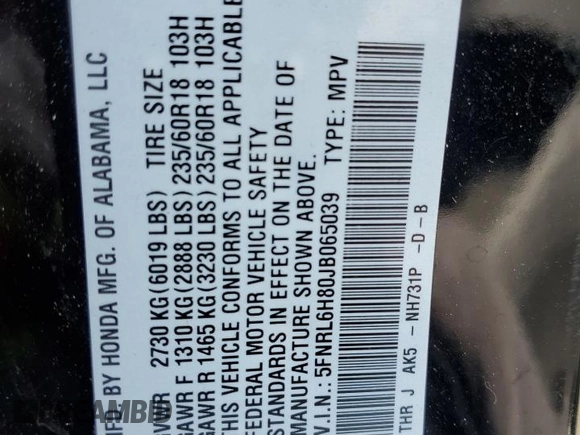 MFD BY HONDA MFG. OF ALABAMA, LLC
GVWR 2730 KG (6019 LBS) TIRE SIZE
GAWR F 1310 KG (2888 LBS) 235/60R18 103H
GAWR R 1465 KG (3230 LBS) 235/60R18 103H
THIS VEHICLE CONFORMS TO ALL APPLICABLE
FEDERAL MOTOR VEHICLE SAFETY
STANDARDS IN EFFECT ON THE DATE OF
MANUFACTURE SHOWN ABOVE.
V.I.N.: 5FNRL6H80JB065039 TYPE: MPV
THR J AK5 - NH731P -D-B